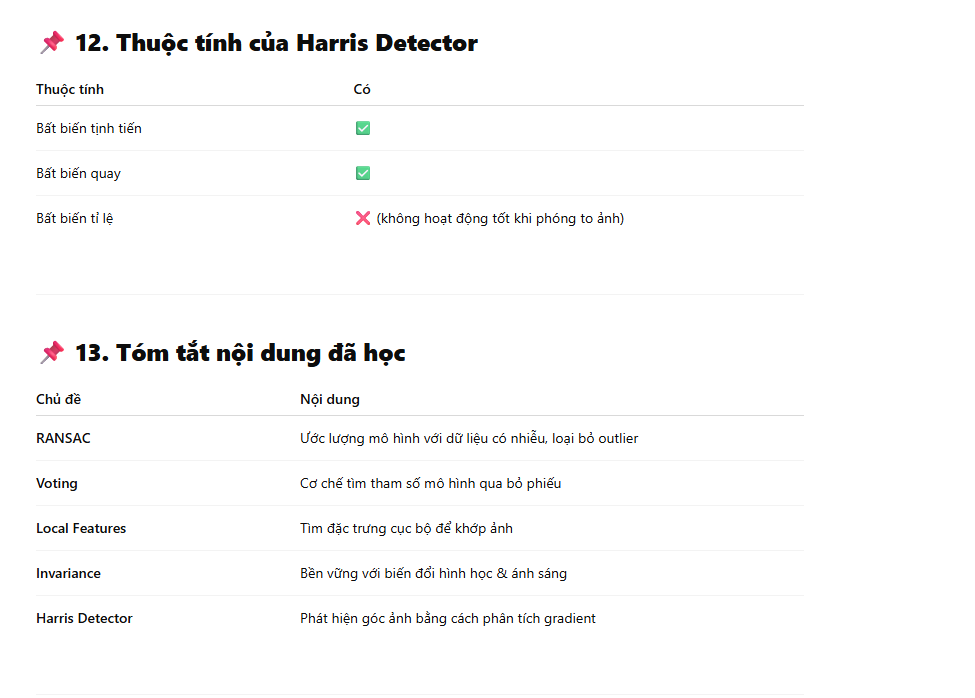 📌 12. Thuộc tính của Harris Detector
Thuộc tính Có
Bất biến tịnh tiến ✅
Bất biến quay ✅
Bất biến tỉ lệ ❌ (không hoạt động tốt khi phóng to ảnh)
📌 13. Tóm tắt nội dung đã học
Chủ đề Nội dung
RANSAC Ước lượng mô hình với dữ liệu có nhiễu, loại bỏ outlier
Voting Cơ chế tìm tham số mô hình qua bỏ phiếu
Local Features Tìm đặc trưng cục bộ để khớp ảnh
Invariance Bền vững với biến đổi hình học & ánh sáng
Harris Detector Phát hiện góc ảnh bằng cách phân tích gradient